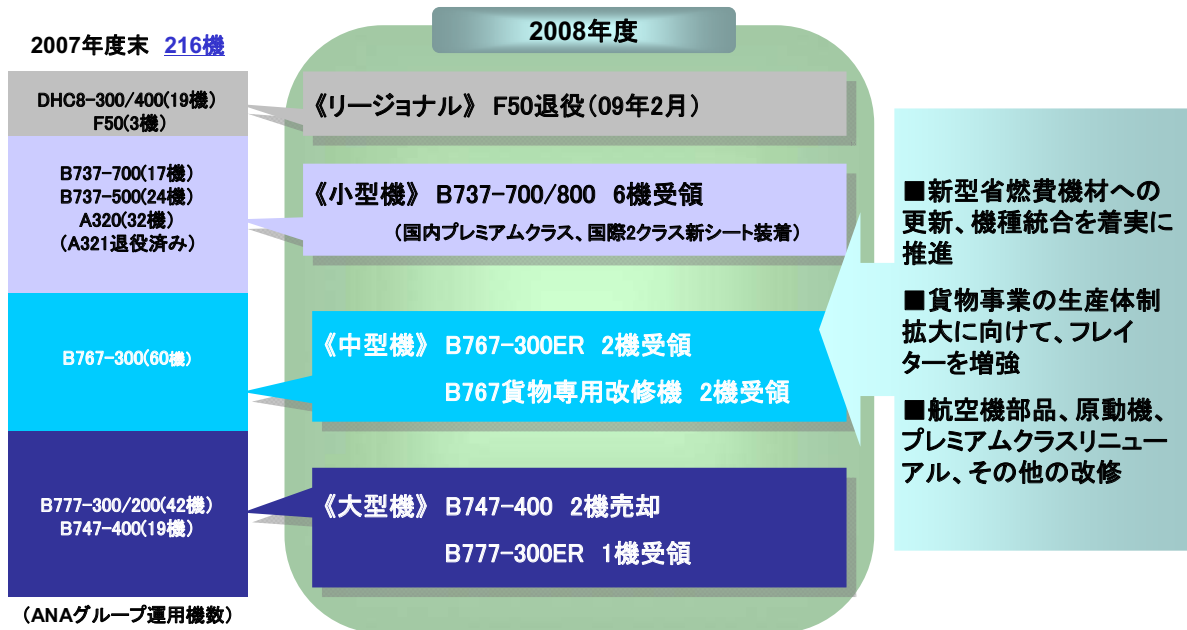 2007年度末 216機
DHC8-300/400(19機)
F50(3機)
B737-700(17機)
B737-500(24機)
A320(32機)
(A321退役済み)
B767-300(60機)
B777-300/200(42機)
B747-400(19機)
(ANAグループ運用機数)
2008年度
《リージョナル》 F50退役(09年2月)
《小型機》 B737-700/800 6機受領
(国内プレミアムクラス、国際2クラス新シート装着)
《中型機》 B767-300ER 2機受領
B767貨物専用改修機 2機受領
《大型機》 B747-400 2機売却
B777-300ER 1機受領
■新型省燃費機材への
更新、機種統合を着実に
推進
■貨物事業の生産体制
拡大に向けて、フレイ
ターを増強
■航空機部品、原動機、
プレミアムクラスリニュー
アル、その他の改修